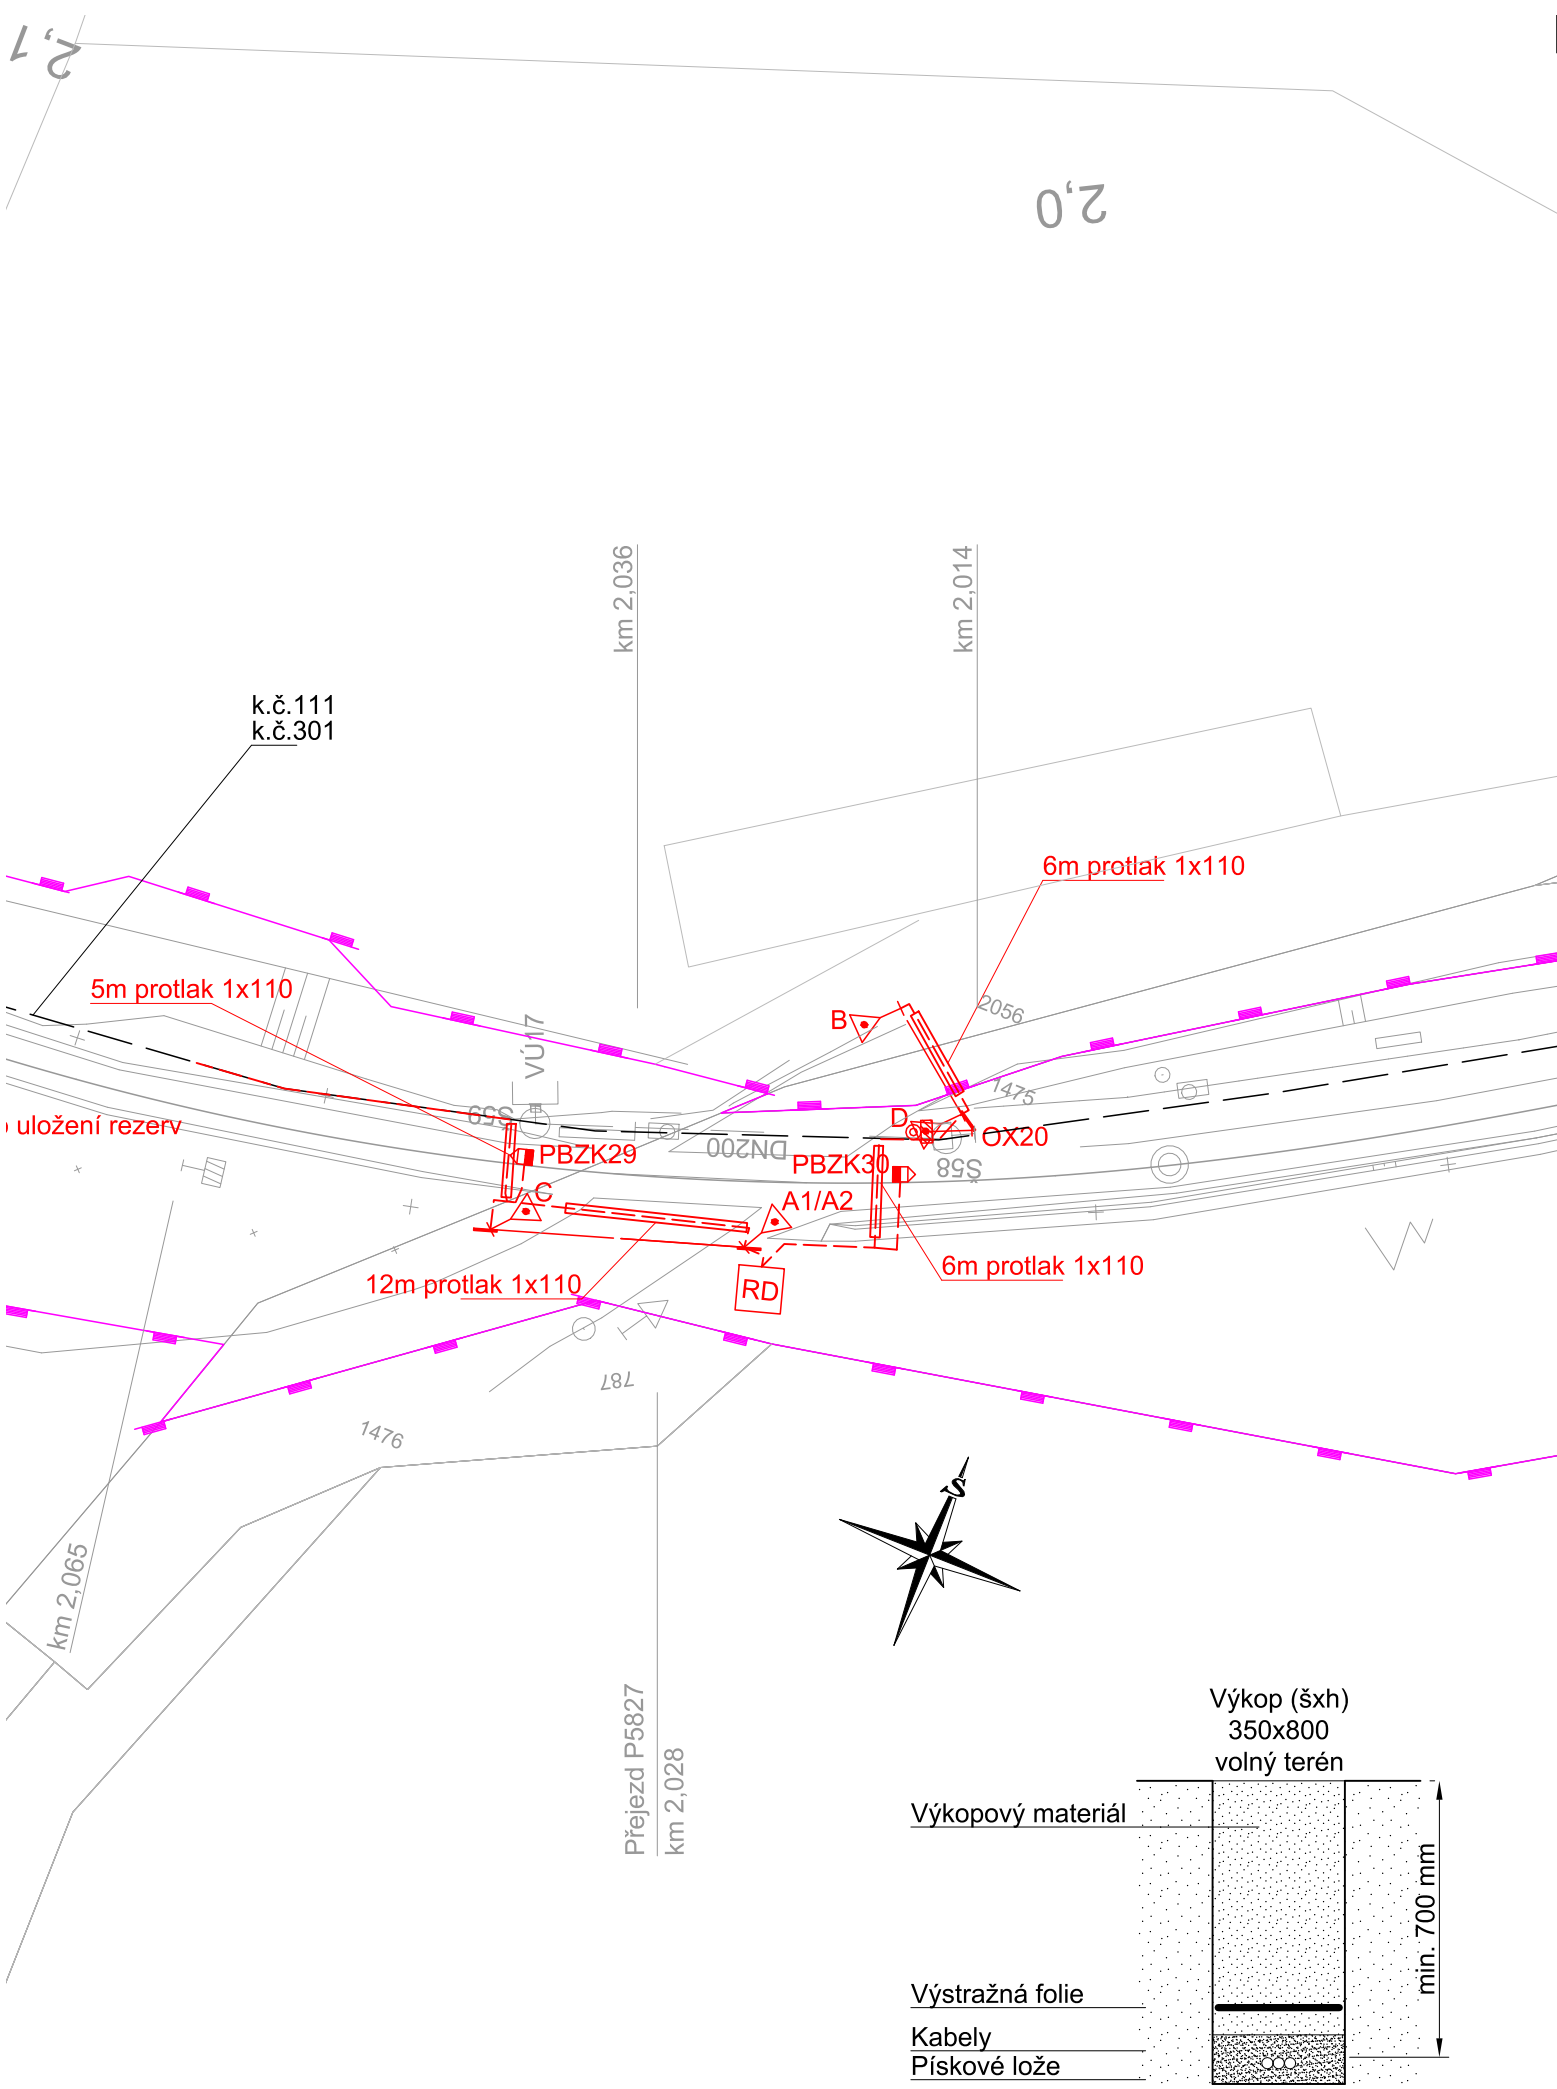 2,1
2,0
km 2,036
km 2,014
k.č.111
k.č.301
6m protlak 1x110
5m protlak 1x110
VÚ 17
2056
B
1475
S59
D
OX20
uložení rezerv
DN200
PBZK29
PBZK30
Š58
C
A1/A2
6m protlak 1x110
12m protlak 1x110
RD
787
1476
S
km 2,065
Přejezd P5827
km 2,028
Výkop (šxh)
350x800
volný terén
Výkopový materiál
min. 700 mm
Výstražná folie
Kabely
Pískové lože